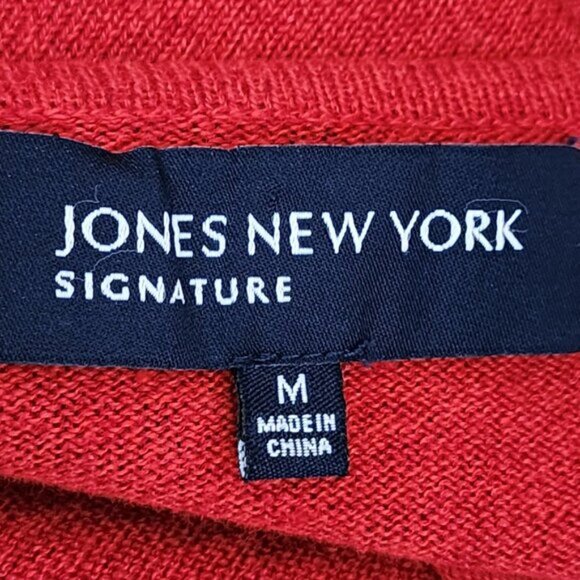 JONES NEW YORK
SIGNATURE
M
MADE IN
CHINA